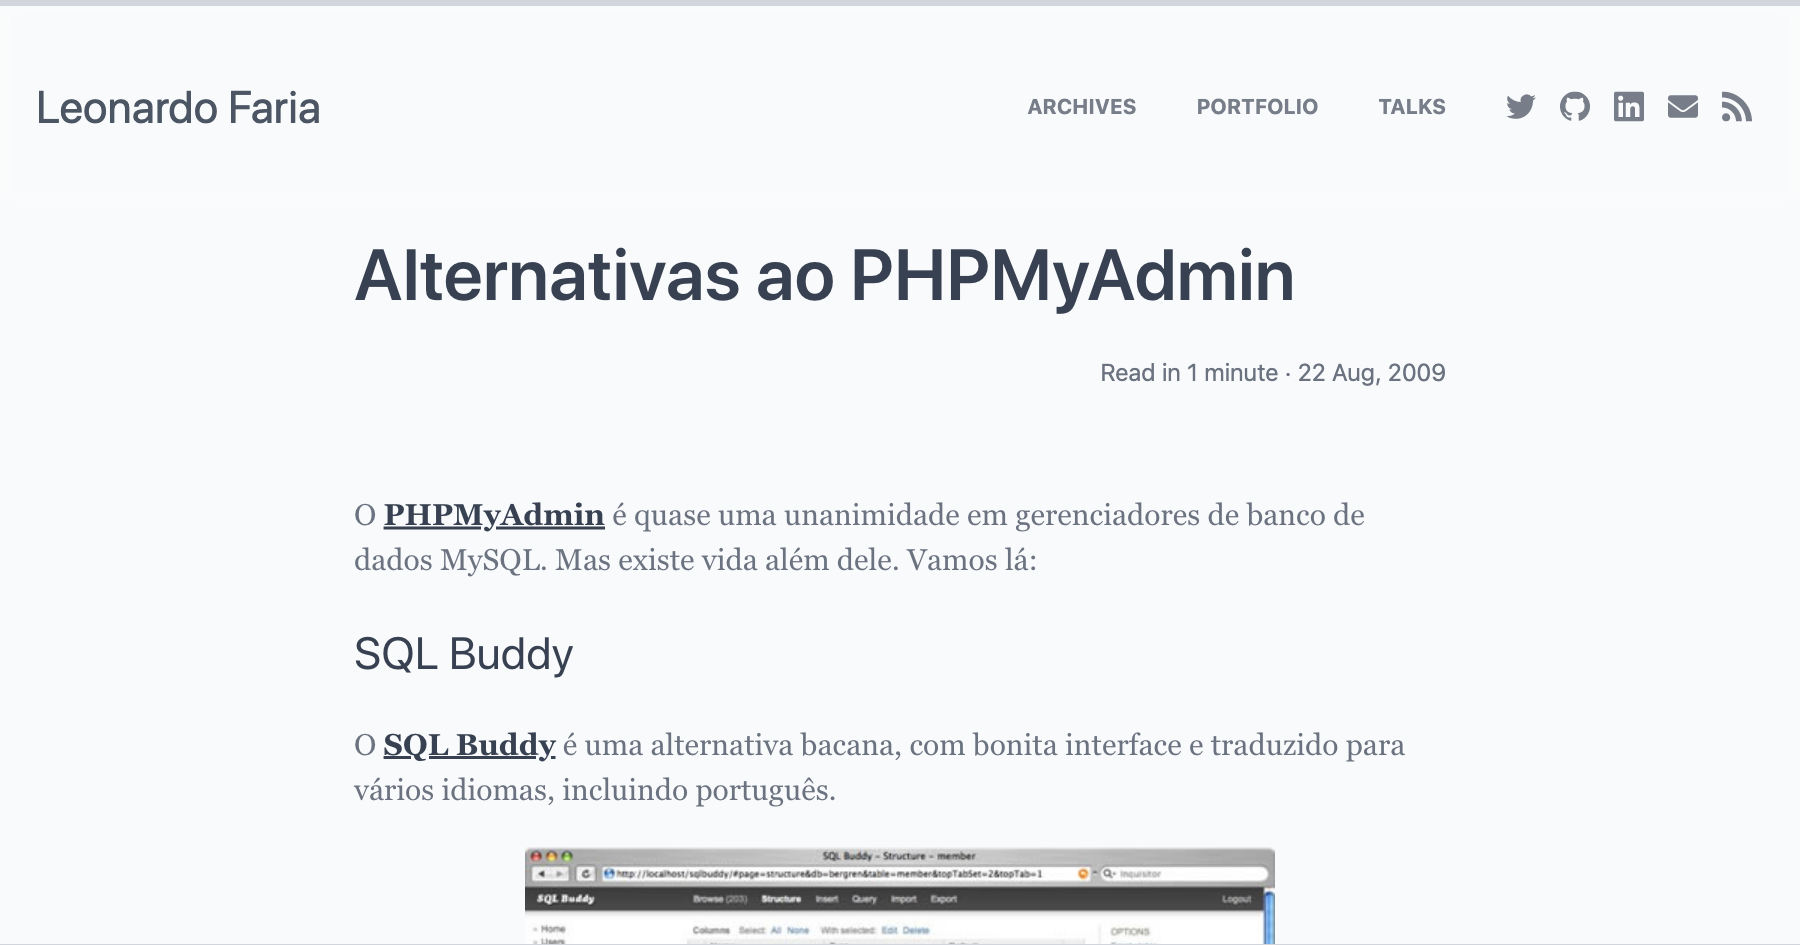 Leonardo Faria
ARCHIVES PORTFOLIO TALKS
Alternativas ao PHPMyAdmin
Read in 1 minute · 22 Aug, 2009
O PHPMyAdmin é quase uma unanimidade em gerenciadores de banco de
dados MySQL. Mas existe vida além dele. Vamos lá:
SQL Buddy
O SQL Buddy é uma alternativa bacana, com bonita interface e traduzido para
vários idiomas, incluindo português.
SQL Buddy – Structure – member
http://localhost/sqlbuddy/#page=structure&db=bergren&table=member&topTabSet=2&topTab=1 Inquisitor
SQL Buddy Browse (203) Structure Insert Query Import Export Logout
Home Columns Select: All None With selected: Edit Delete OPTIONS
Users